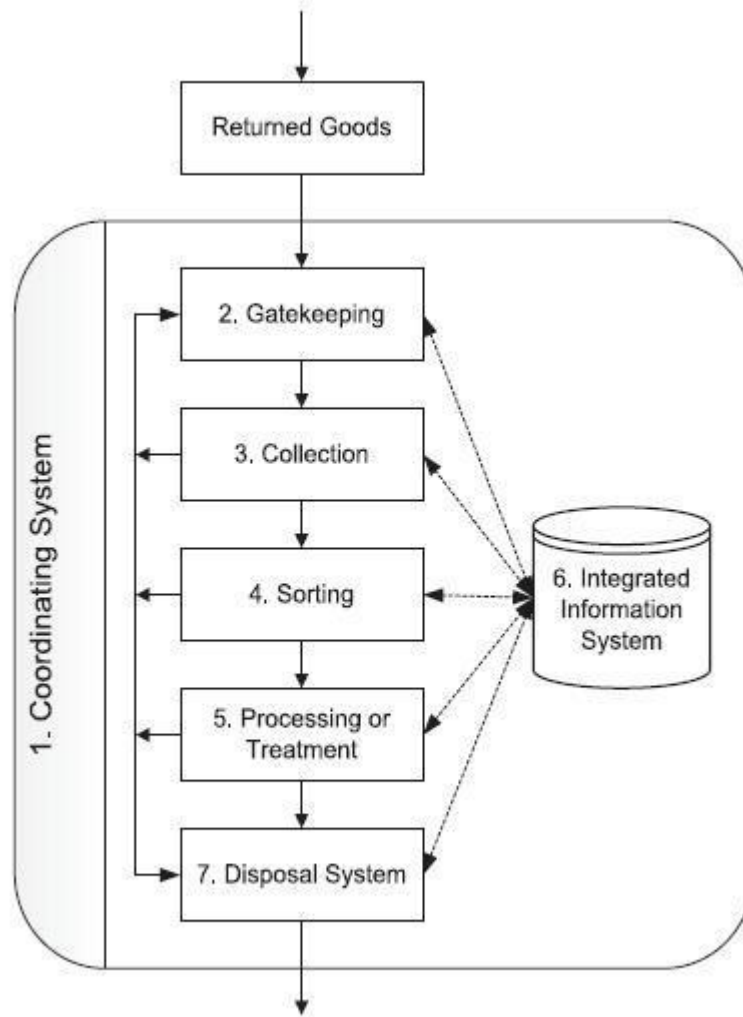 Returned Goods
1. Coordinating System
2. Gatekeeping
3. Collection
4. Sorting
6. Integrated
Information
System
5. Processing or
Treatment
7. Disposal System